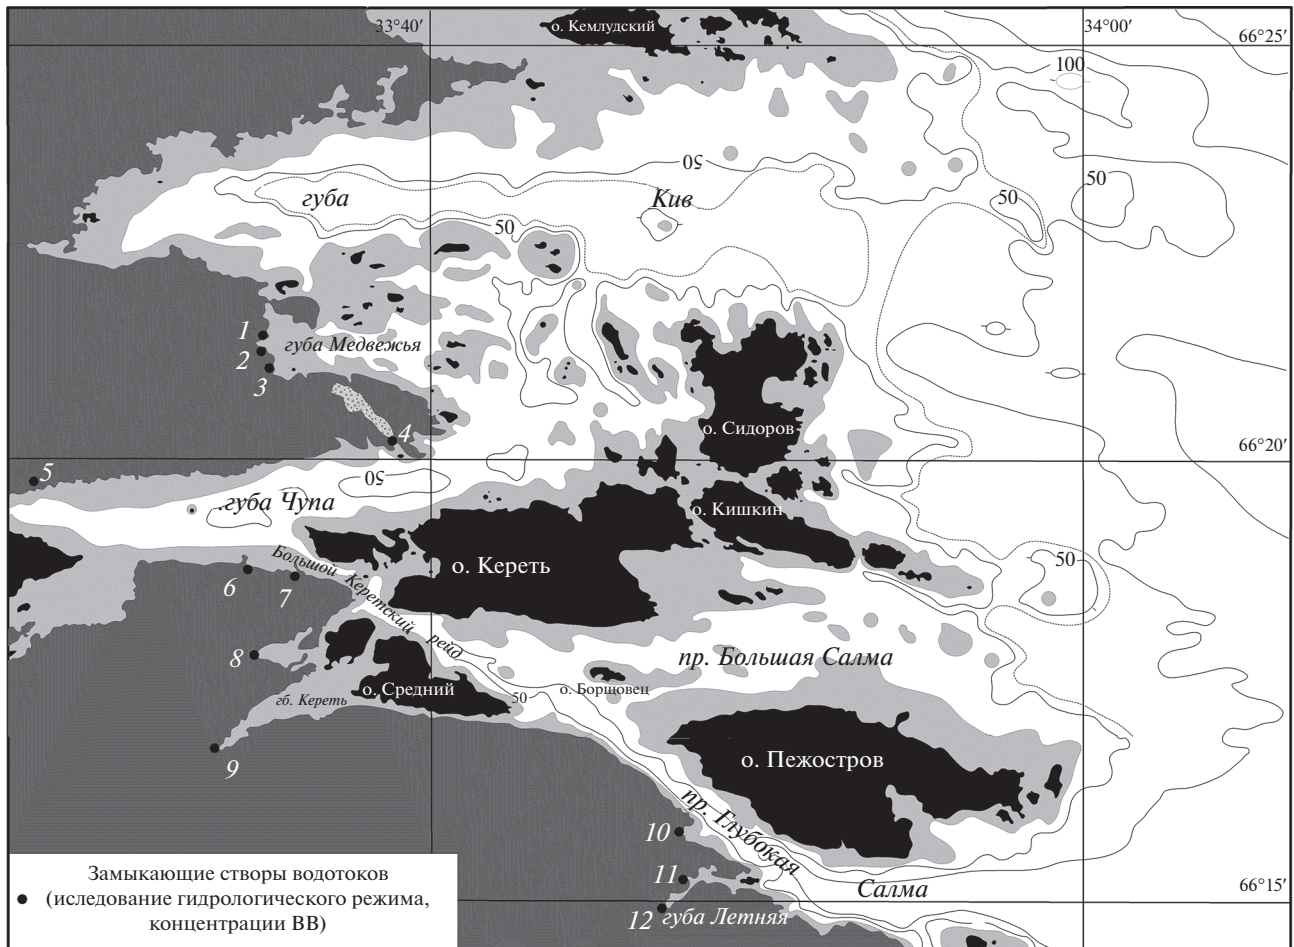 33°40′
о. Кемлудский
34°00′
66°25′
100
50
губа
Кив
50
50
50
1
2
3
губа Медвежья
4
о. Сидоров
66°20′
5
50
губа Чупа
о. Кишкин
Большой Керетский рейд
о. Кереть
50
6
7
8
пр. Большая Салма
гб. Кереть
о. Средний
50
о. Борщовец
9
о. Пежостров
пр. Глубокая
10
11
Салма
66°15′
12
губа Летняя
Замыкающие створы водотоков
(иследование гидрологического режима,
концентрации ВВ)